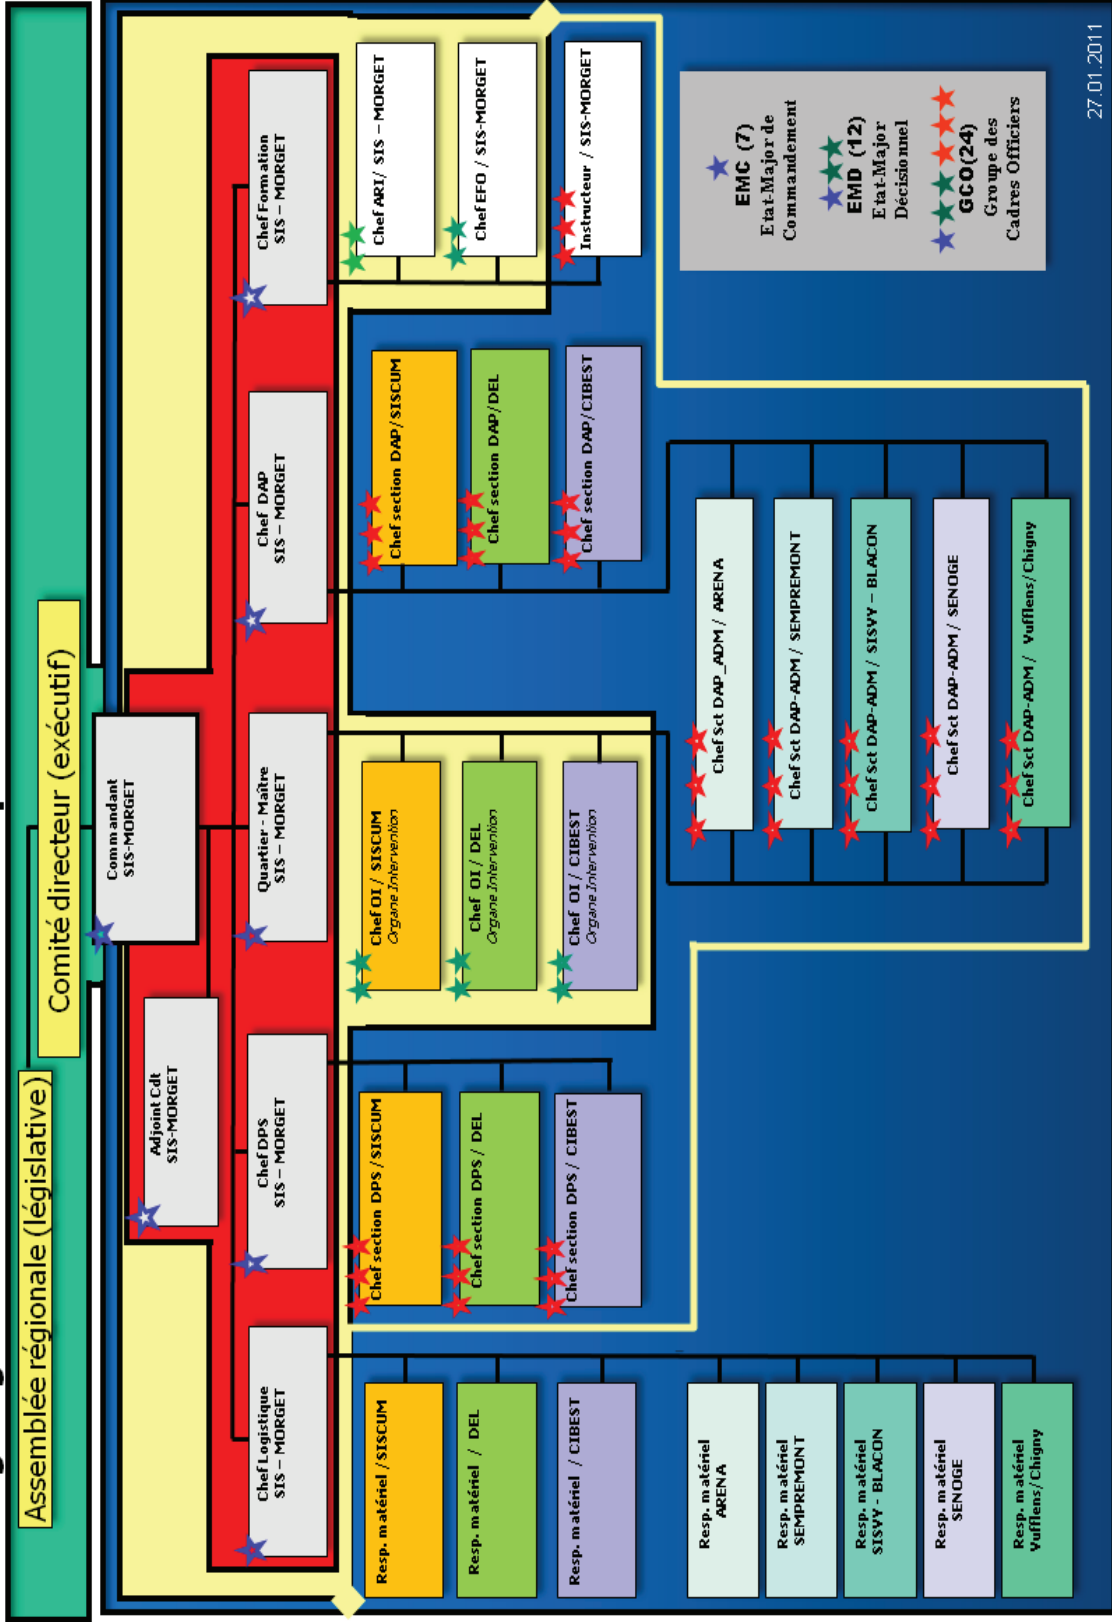 Assemblée régionale (législative)
Comité directeur (exécutif)
Commandant
SIS-MORGET
Adjoint Cdt
SIS-MORGET
Chef Logistique
SIS – MORGET
Chef DPS
SIS – MORGET
Quartier - Maître
SIS – MORGET
Chef DAP
SIS – MORGET
Chef Formation
SIS – MORGET
Resp. matériel / SISCUM
Resp. matériel / DEL
Resp. matériel / CIBEST
Resp. matériel
ARENA
Resp. matériel
SEMPREMONT
Resp. matériel
SISVY - BLACON
Resp. matériel
SENOGE
Resp. matériel
Vufflens/Chigny
Chef section DPS / SISCUM
Chef section DPS / DEL
Chef section DPS / CIBEST
Chef OI / SISCUM
Organe Intervention
Chef OI / DEL
Organe Intervention
Chef OI / CIBEST
Organe Intervention
Chef section DAP/SISCUM
Chef section DAP/DEL
Chef section DAP/CIBEST
Chef Sct DAP_ADM / ARENA
Chef Sct DAP-ADM / SEMPREMONT
Chef Sct DAP-ADM / SISVY – BLACON
Chef Sct DAP-ADM / SENOGE
Chef Sct DAP-ADM / Vufflens/Chigny
Chef ARI/ SIS – MORGET
Chef EFO / SIS-MORGET
Instructeur / SIS-MORGET
EMC (7)
Etat-Major de
Commandement
EMD (12)
Etat-Major
Décisionnel
GCO(24)
Groupe des
Cadres Officiers
27.01.2011